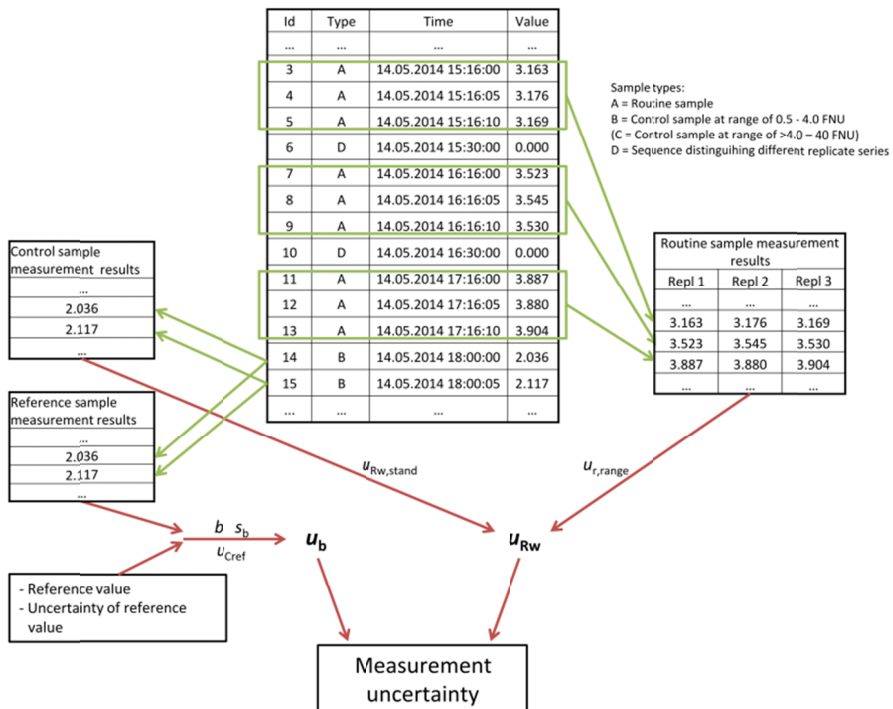 Id Type Time Value
... ... ... ...
3 A 14.05.2014 15:16:00 3.163
4 A 14.05.2014 15:16:05 3.176
5 A 14.05.2014 15:16:10 3.169
6 D 14.05.2014 15:30:00 0.000
7 A 14.05.2014 16:16:00 3.523
8 A 14.05.2014 16:16:05 3.545
9 A 14.05.2014 16:16:10 3.530
10 D 14.05.2014 16:30:00 0.000
11 A 14.05.2014 17:16:00 3.887
12 A 14.05.2014 17:16:05 3.880
13 A 14.05.2014 17:16:10 3.904
14 B 14.05.2014 18:00:00 2.036
15 B 14.05.2014 18:00:05 2.117
... ... ... ...
Sample types:
A = Routine sample
B = Control sample at range of 0.5 - 4.0 FNU
(C = Control sample at range of >4.0 – 40 FNU)
D = Sequence distinguihing different replicate series
Control sample
measurement results
...
2.036
2.117
...
Reference sample
measurement results
...
2.036
2.117
...
Routine sample measurement
results
Repl 1 Repl 2 Repl 3
... ... ...
3.163 3.176 3.169
3.523 3.545 3.530
3.887 3.880 3.904
... ... ...
u Rw,stand
u r,range
b s b
u Cref
u b
u Rw
- Reference value
- Uncertainty of reference
value
Measurement
uncertainty